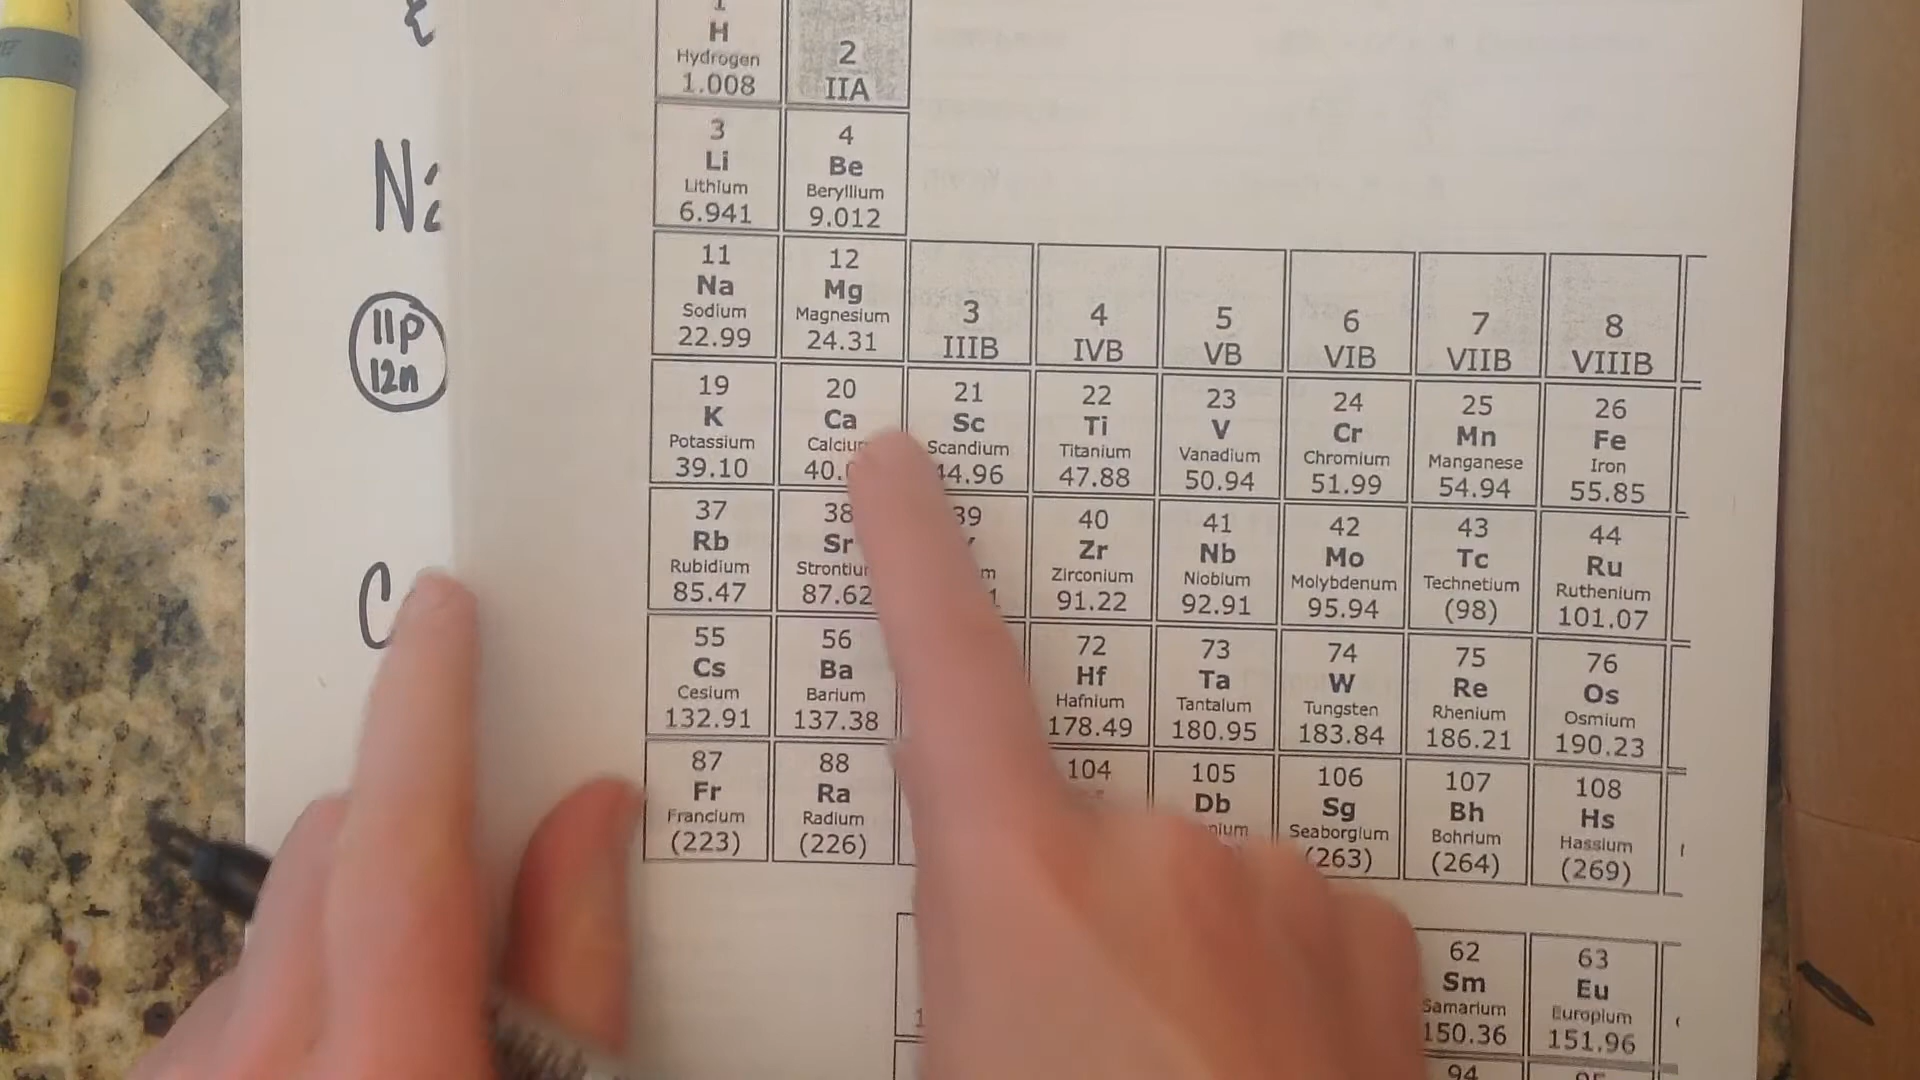 1
H
Hydrogen
1.008
2
IIA
3
Li
Lithium
6.941
4
Be
Beryllium
9.012
11
Na
Sodium
22.99
12
Mg
Magnesium
24.31
3
IIIB
4
IVB
5
VB
6
VIB
7
VIIB
8
VIIIB
19
K
Potassium
39.10
20
Ca
21
Sc
Scandium
44.96
22
Ti
Titanium
47.88
23
V
Vanadium
50.94
24
Cr
Chromium
51.99
25
Mn
Manganese
54.94
26
Fe
Iron
55.85
37
Rb
Rubidium
85.47
38
Sr
87.62
39
40
Zr
Zirconium
91.22
41
Nb
Niobium
92.91
42
Mo
Molybdenum
95.94
43
Tc
Technetium
(98)
44
Ru
Ruthenium
101.07
55
Cs
Cesium
132.91
56
Ba
Barium
137.38
72
Hf
Hafnium
178.49
73
Ta
Tantalum
180.95
74
W
Tungsten
183.84
75
Re
Rhenium
186.21
76
Os
Osmium
190.23
87
Fr
Francium
(223)
88
Ra
Radium
(226)
104
105
Db
106
Sg
Seaborgium
(263)
107
Bh
Bohrium
(264)
108
Hs
Hassium
(269)
62
Sm
Samarium
150.36
63
Eu
Europium
151.96
94
11p
12n